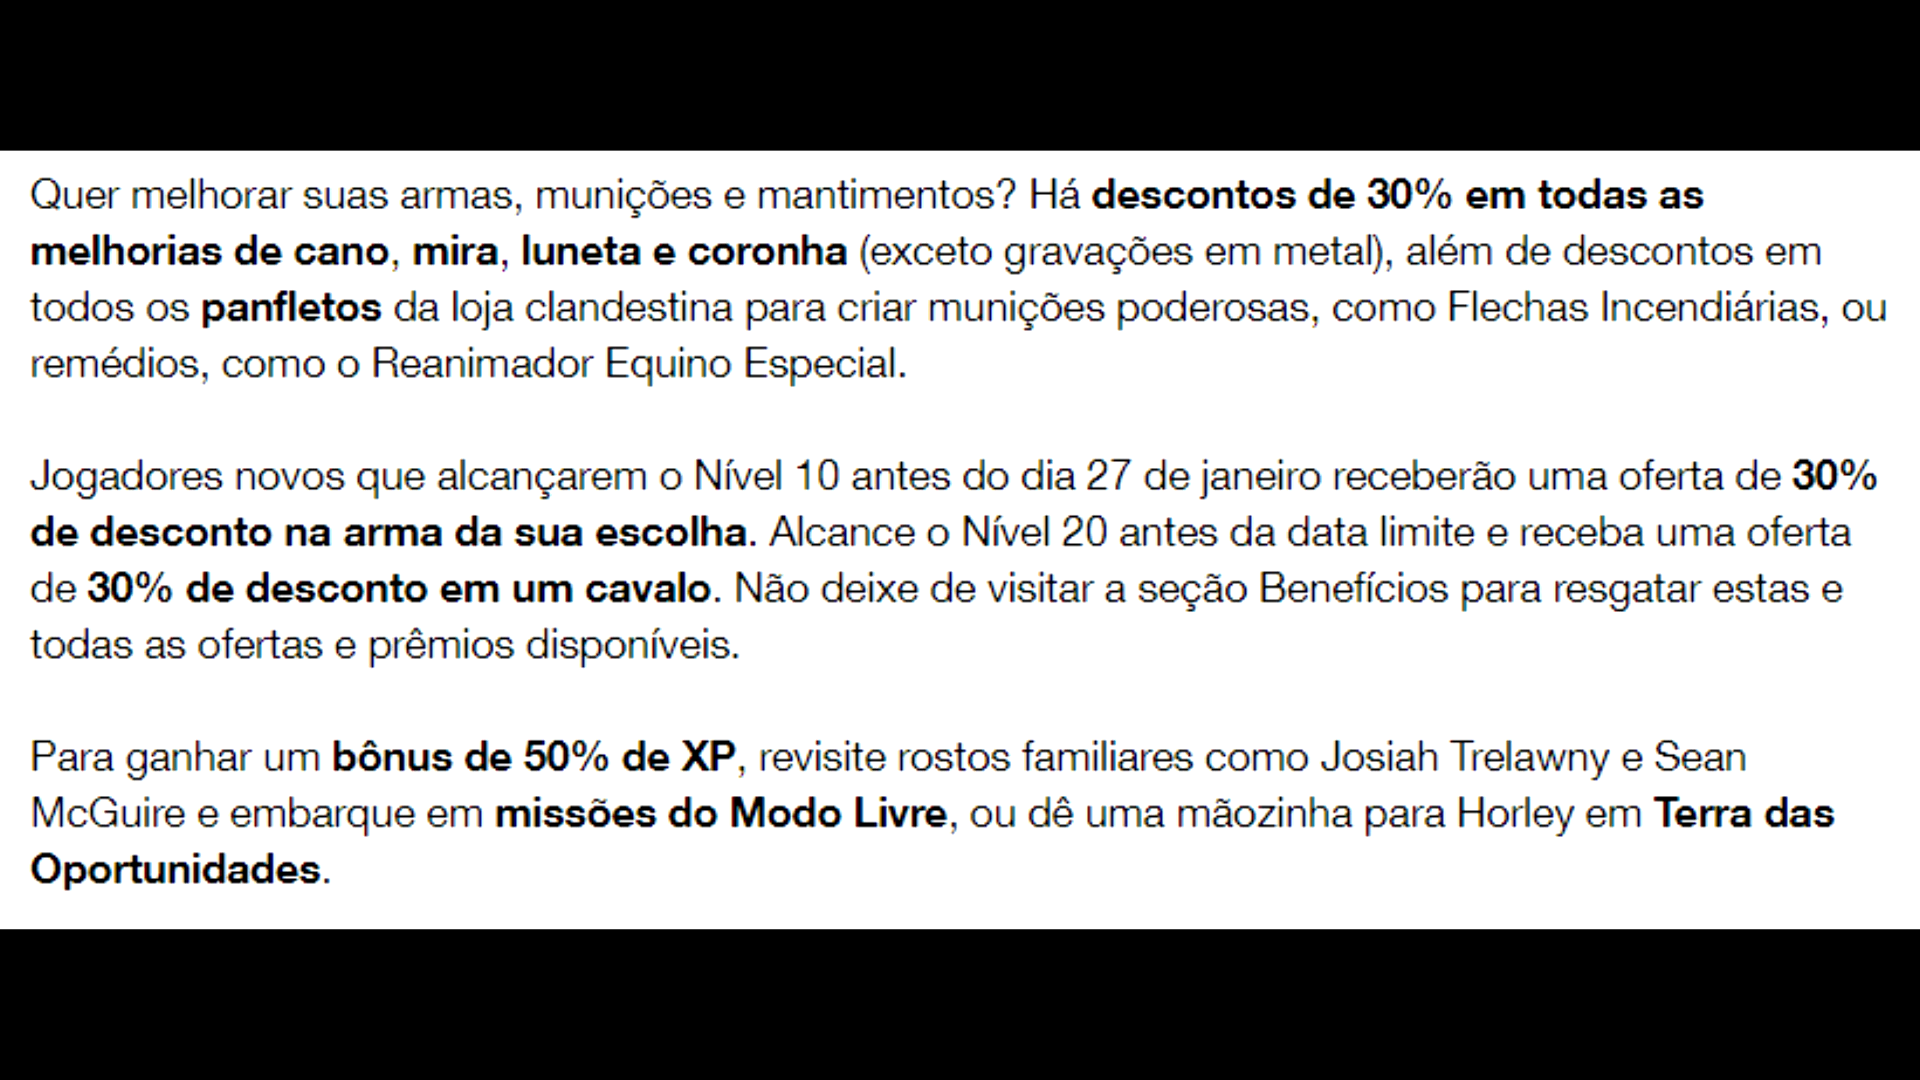 Quer melhorar suas armas, munições e mantimentos? Há descontos de 30% em todas as
melhorias de cano, mira, luneta e coronha (exceto gravações em metal), além de descontos em
todos os panfletos da loja clandestina para criar munições poderosas, como Flechas Incendiárias, ou
remédios, como o Reanimador Equino Especial.
Jogadores novos que alcançarem o Nível 10 antes do dia 27 de janeiro receberão uma oferta de 30%
de desconto na arma da sua escolha. Alcance o Nível 20 antes da data limite e receba uma oferta
de 30% de desconto em um cavalo. Não deixe de visitar a seção Benefícios para resgatar estas e
todas as ofertas e prêmios disponíveis.
Para ganhar um bônus de 50% de XP, revisite rostos familiares como Josiah Trelawny e Sean
McGuire e embarque em missões do Modo Livre, ou dê uma mãozinha para Horley em Terra das
Oportunidades.